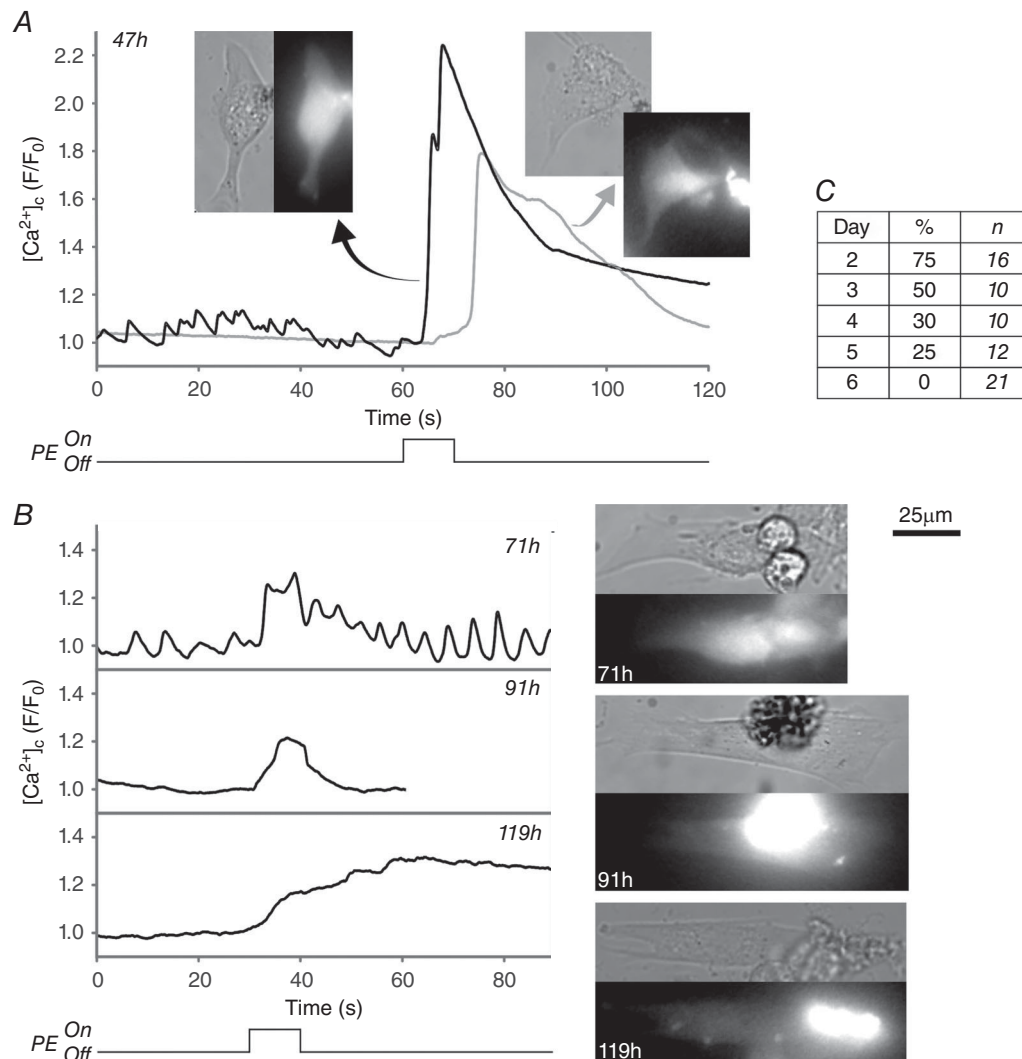 A
47h
2.2
2.0
1.8
1.6
1.4
1.2
1.0
[Ca²⁺]c (F/F₀)
0 20 40 60 80 100 120
Time (s)
PE On
Off
C
Day % n
2 75 16
3 50 10
4 30 10
5 25 12
6 0 21
B
71h
1.4
1.2
1.0
91h
1.4
1.2
1.0
[Ca²⁺]c (F/F₀)
119h
1.4
1.2
1.0
0 20 40 60 80
Time (s)
PE On
Off
25μm
71h
91h
119h